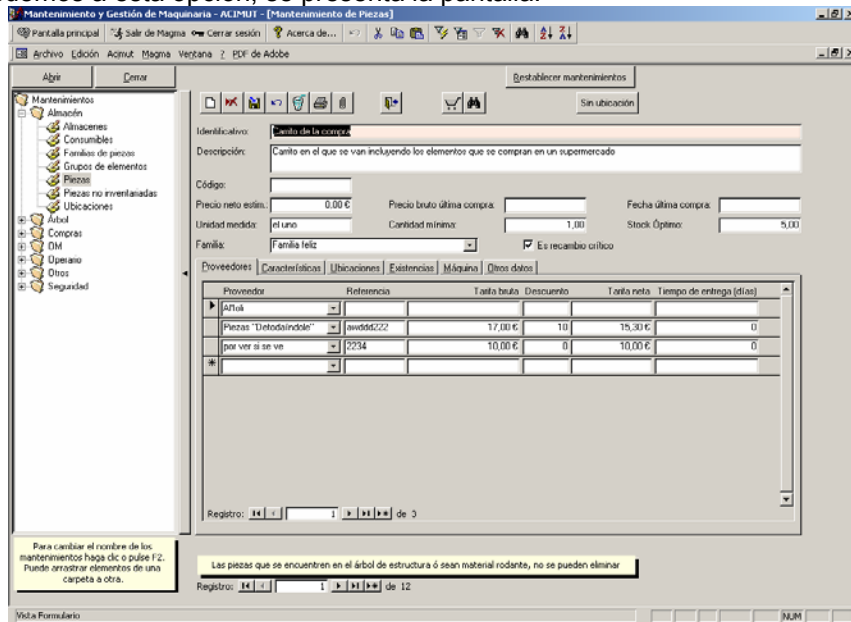 demos a esta opción, se presenta la pantalla:
Mantenimiento y Gestión de Maquinaria - ACIMUT - [Mantenimiento de Piezas]
Pantalla principal Salir de Magma Cerrar sesión Acerca de...
Archivo Edición Acimut Magma Ventana ? PDF de Adobe
Abrir Cerrar Restablecer mantenimientos
Mantenimientos
Almacén
Almacenes
Consumibles
Familias de piezas
Grupos de elementos
Piezas
Piezas no inventariadas
Ubicaciones
Árbol
Compras
OM
Operario
Otros
Seguridad
Sin ubicación
Identificativo: Carrito de la compra
Descripción: Carrito en el que se van incluyendo los elementos que se compran en un supermercado
Código:
Precio neto estim.: 0,00 € Precio bruto última compra: Fecha última compra:
Unidad medida: el uno Cantidad mínima: 1,00 Stock Óptimo: 5,00
Familia: Familia feliz Es recambio crítico
Proveedores Características Ubicaciones Existencias Máquina Otros datos
Proveedor Referencia Tarifa bruta Descuento Tarifa neta Tiempo de entrega (días)
Piezas "Detodaíndole" awddd222 17,00 € 10 15,30 € 0
por ver si se ve 2234 10,00 € 0 10,00 € 0
Registro: 1 de 3
Para cambiar el nombre de los
mantenimientos haga clic o pulse F2.
Puede arrastrar elementos de una
carpeta a otra.
Las piezas que se encuentren en el árbol de estructura ó sean material rodante, no se pueden eliminar
Registro: 1 de 12
Vista Formulario NUM